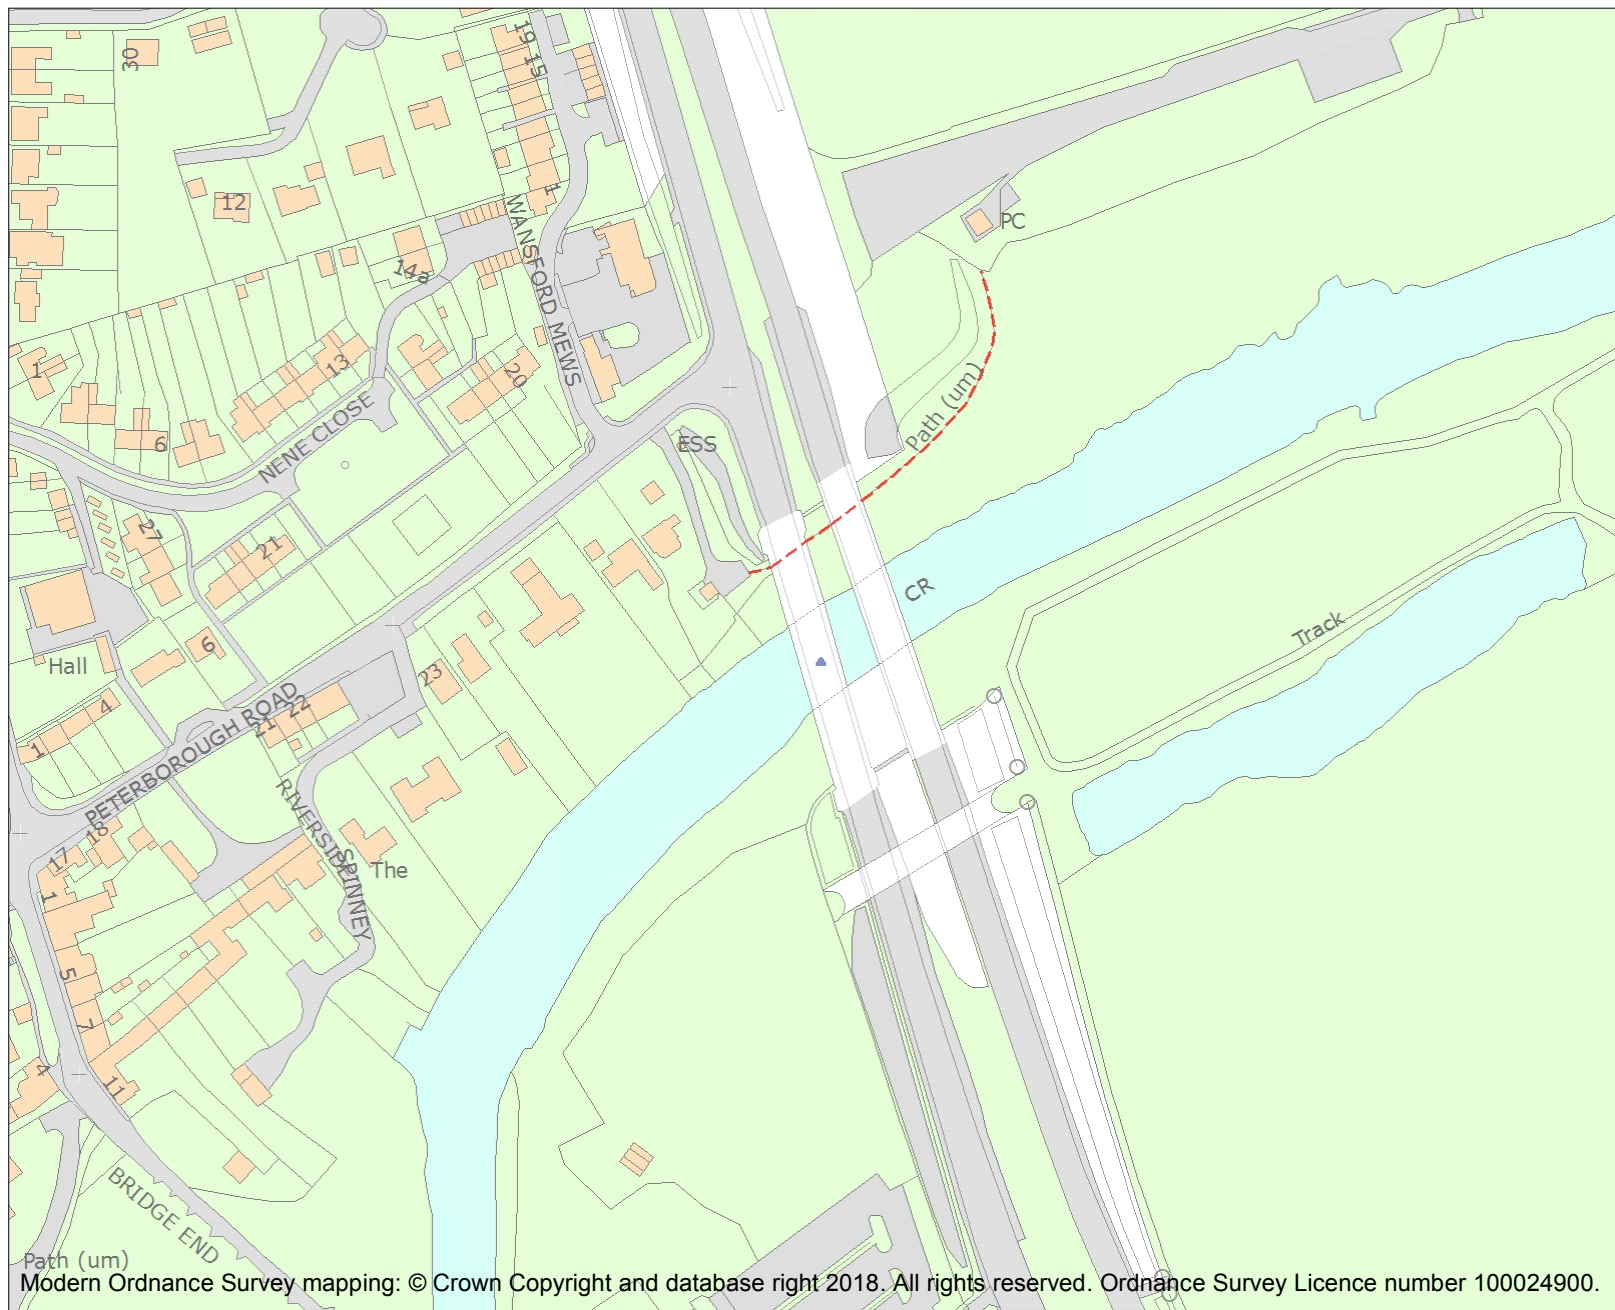 19
15
30
1
12
PC
14a
WANSFORD MEWS
1
13
20
Path (um)
NENE CLOSE
6
ESS
27
21
CR
Track
6
Hall
23
4
22
21
1
PETERBOROUGH ROAD
RIVERSIDE
SPINNEY
The
18
17
1
5
7
4
11
BRIDGE END
Path (um)
Modern Ordnance Survey mapping: © Crown Copyright and database right 2018. All rights reserved. Ordnance Survey Licence number 100024900.